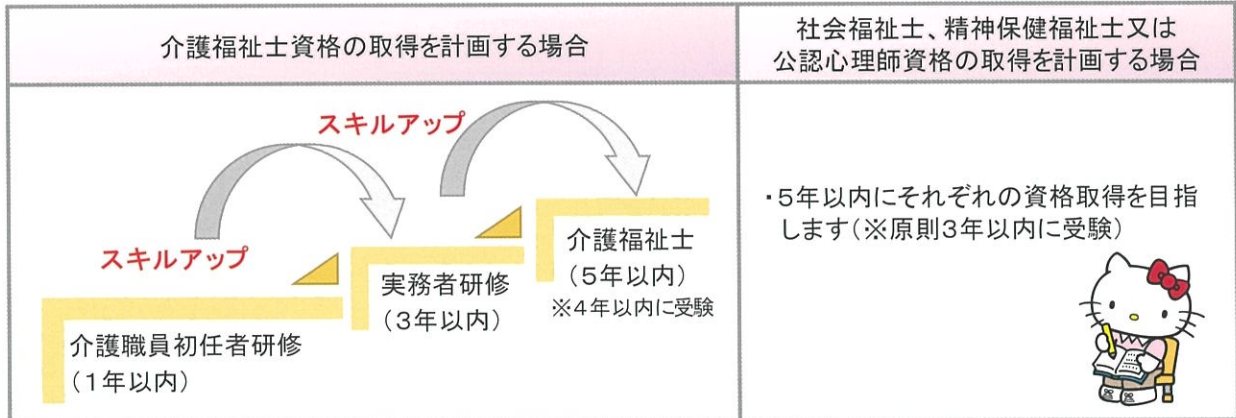 介護福祉士資格の取得を計画する場合
社会福祉士、精神保健福祉士又は
公認心理師資格の取得を計画する場合
スキルアップ
スキルアップ
介護職員初任者研修
(1年以内)
実務者研修
(3年以内)
介護福祉士
(5年以内)
※4年以内に受験
・5年以内にそれぞれの資格取得を目指
します(※原則3年以内に受験)